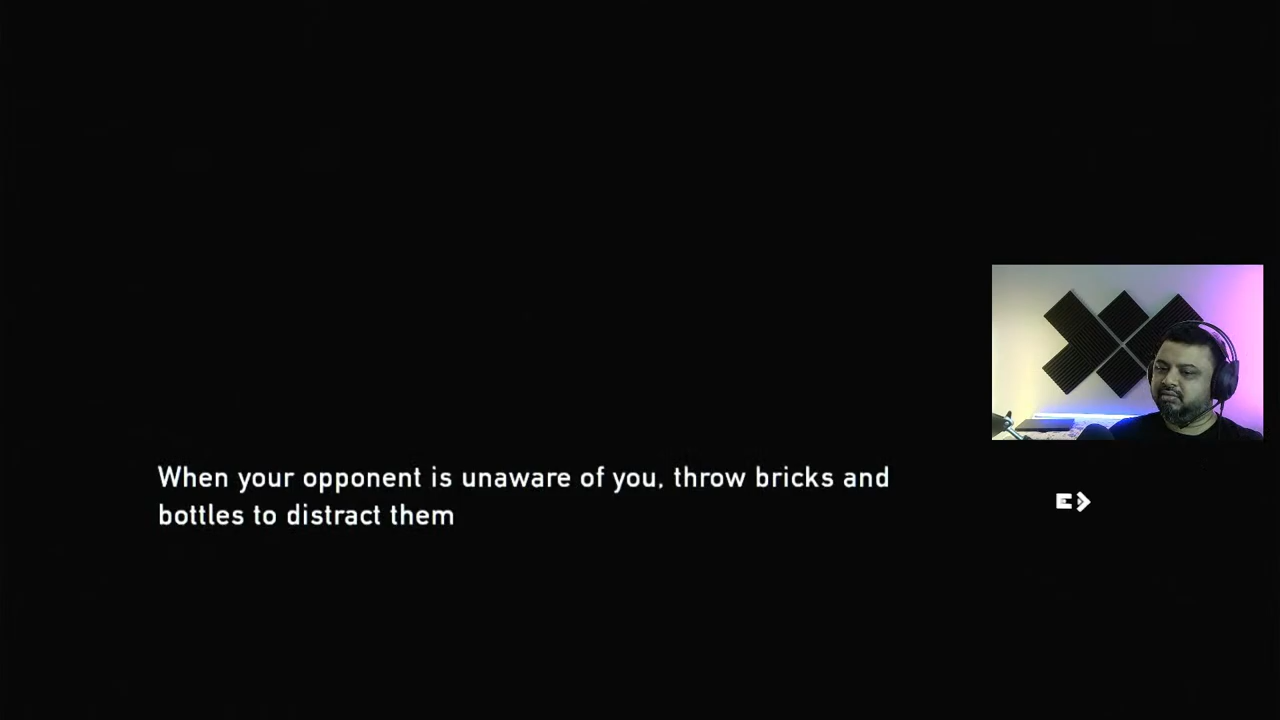 When your opponent is unaware of you, throw bricks and
bottles to distract them